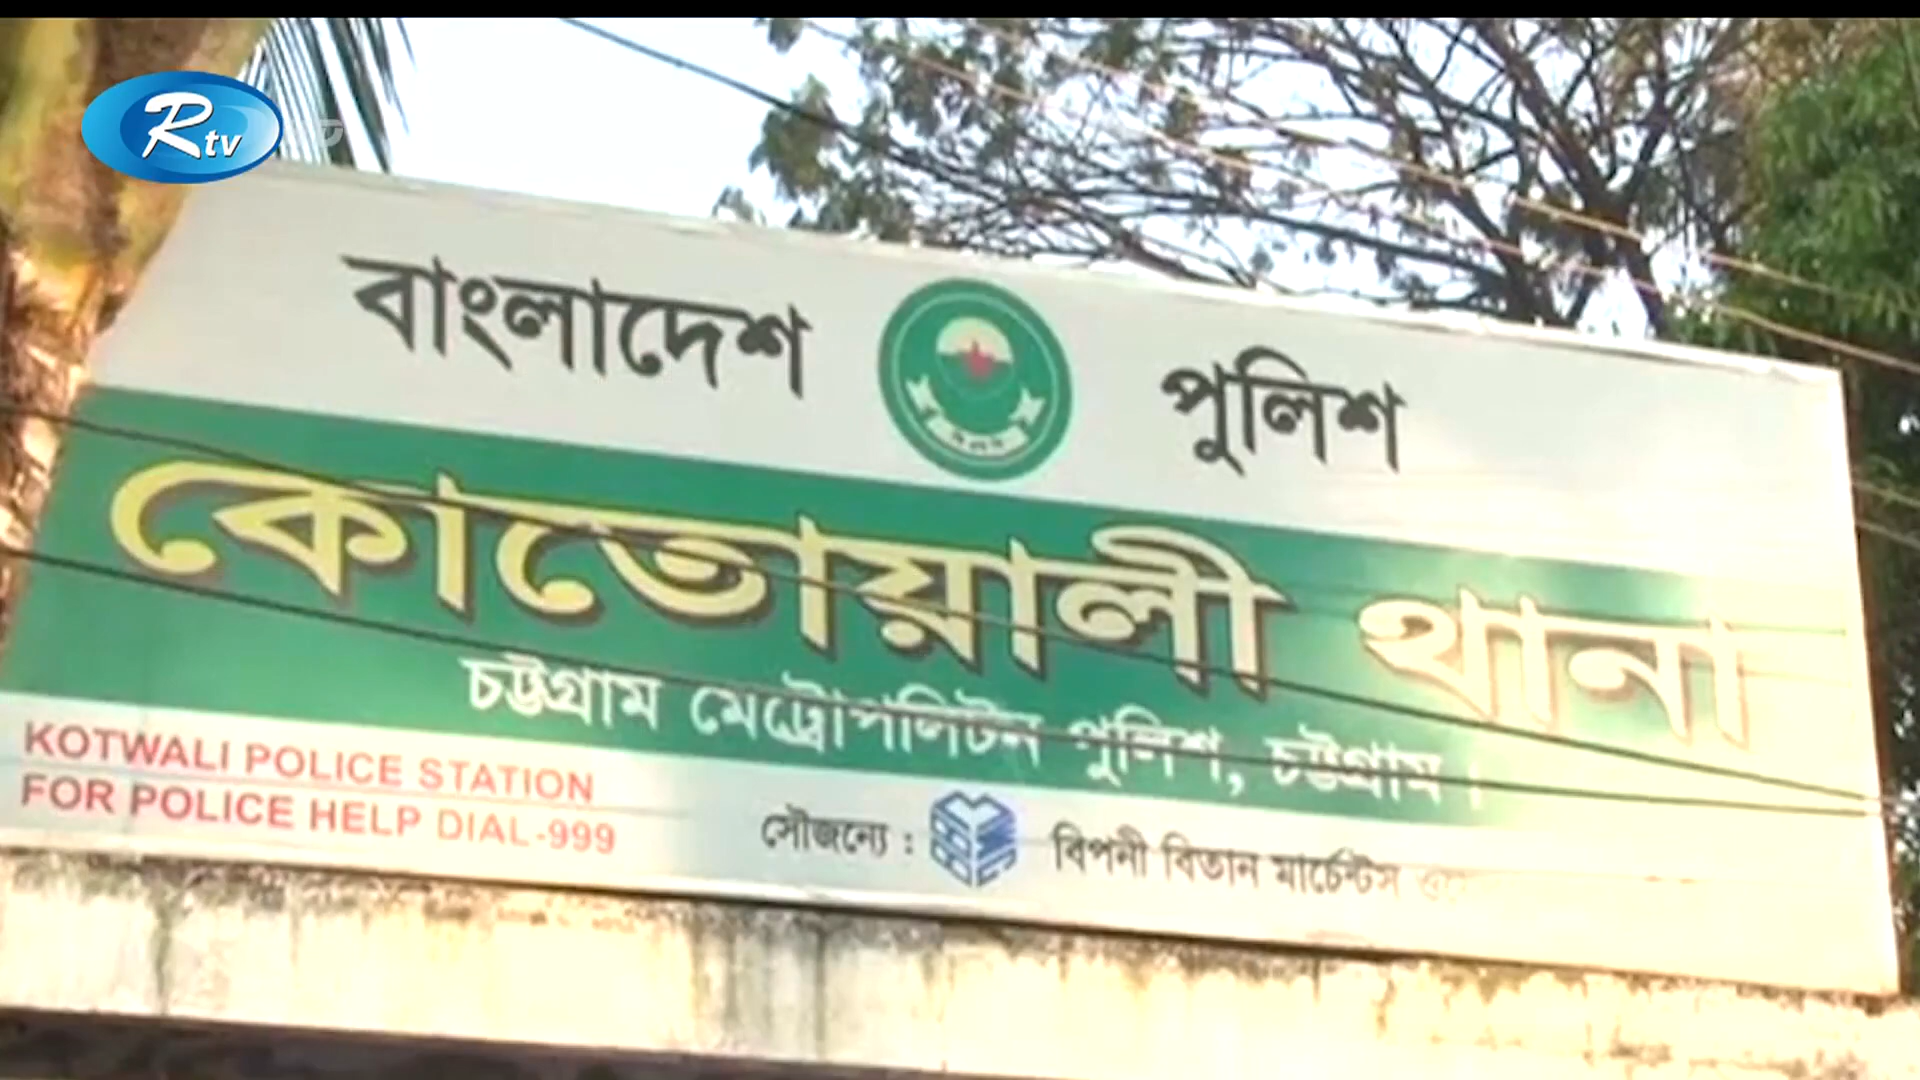 Rtv
বাংলাদেশ পুলিশ
কোতোয়ালী থানা
চট্টগ্রাম মেট্রোপলিটন পুলিশ, চট্টগ্রাম।
KOTWALI POLICE STATION
FOR POLICE HELP DIAL-999
সৌজন্যে : বিপনী বিতান মার্চেন্টস